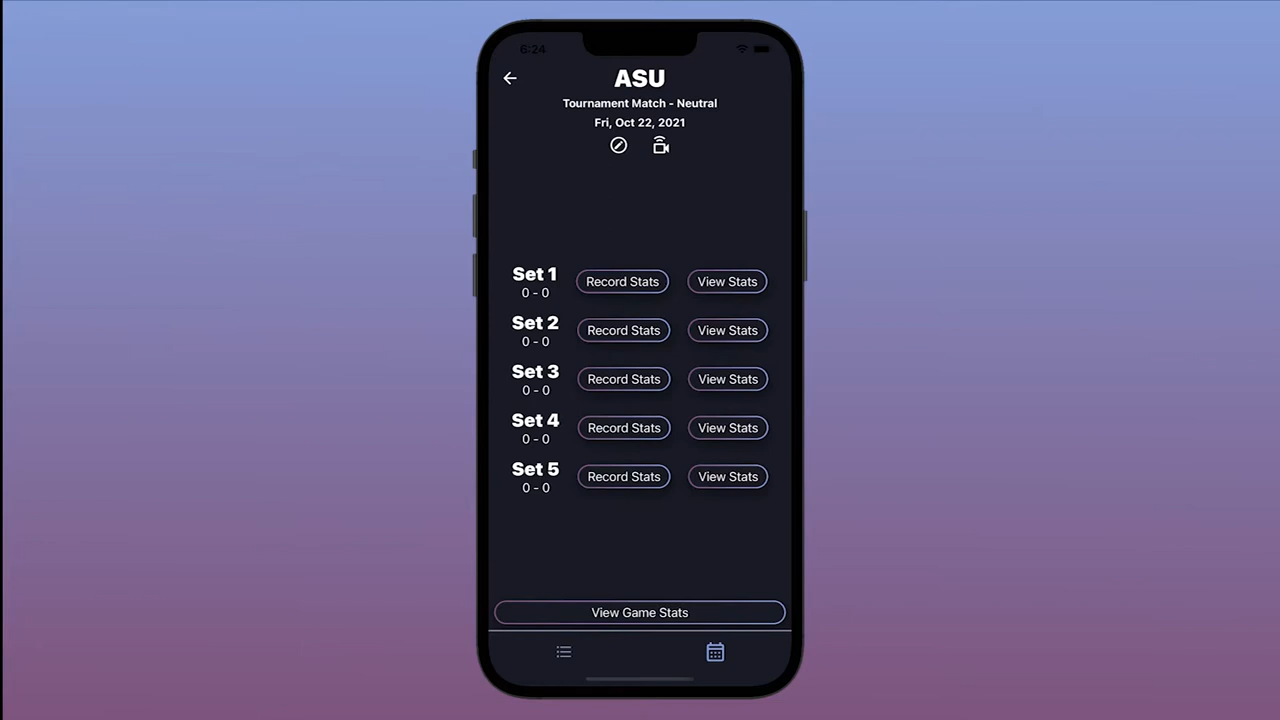 6:24
ASU
Tournament Match - Neutral
Fri, Oct 22, 2021
Set 1 Record Stats View Stats
0 - 0
Set 2 Record Stats View Stats
0 - 0
Set 3 Record Stats View Stats
0 - 0
Set 4 Record Stats View Stats
0 - 0
Set 5 Record Stats View Stats
0 - 0
View Game Stats